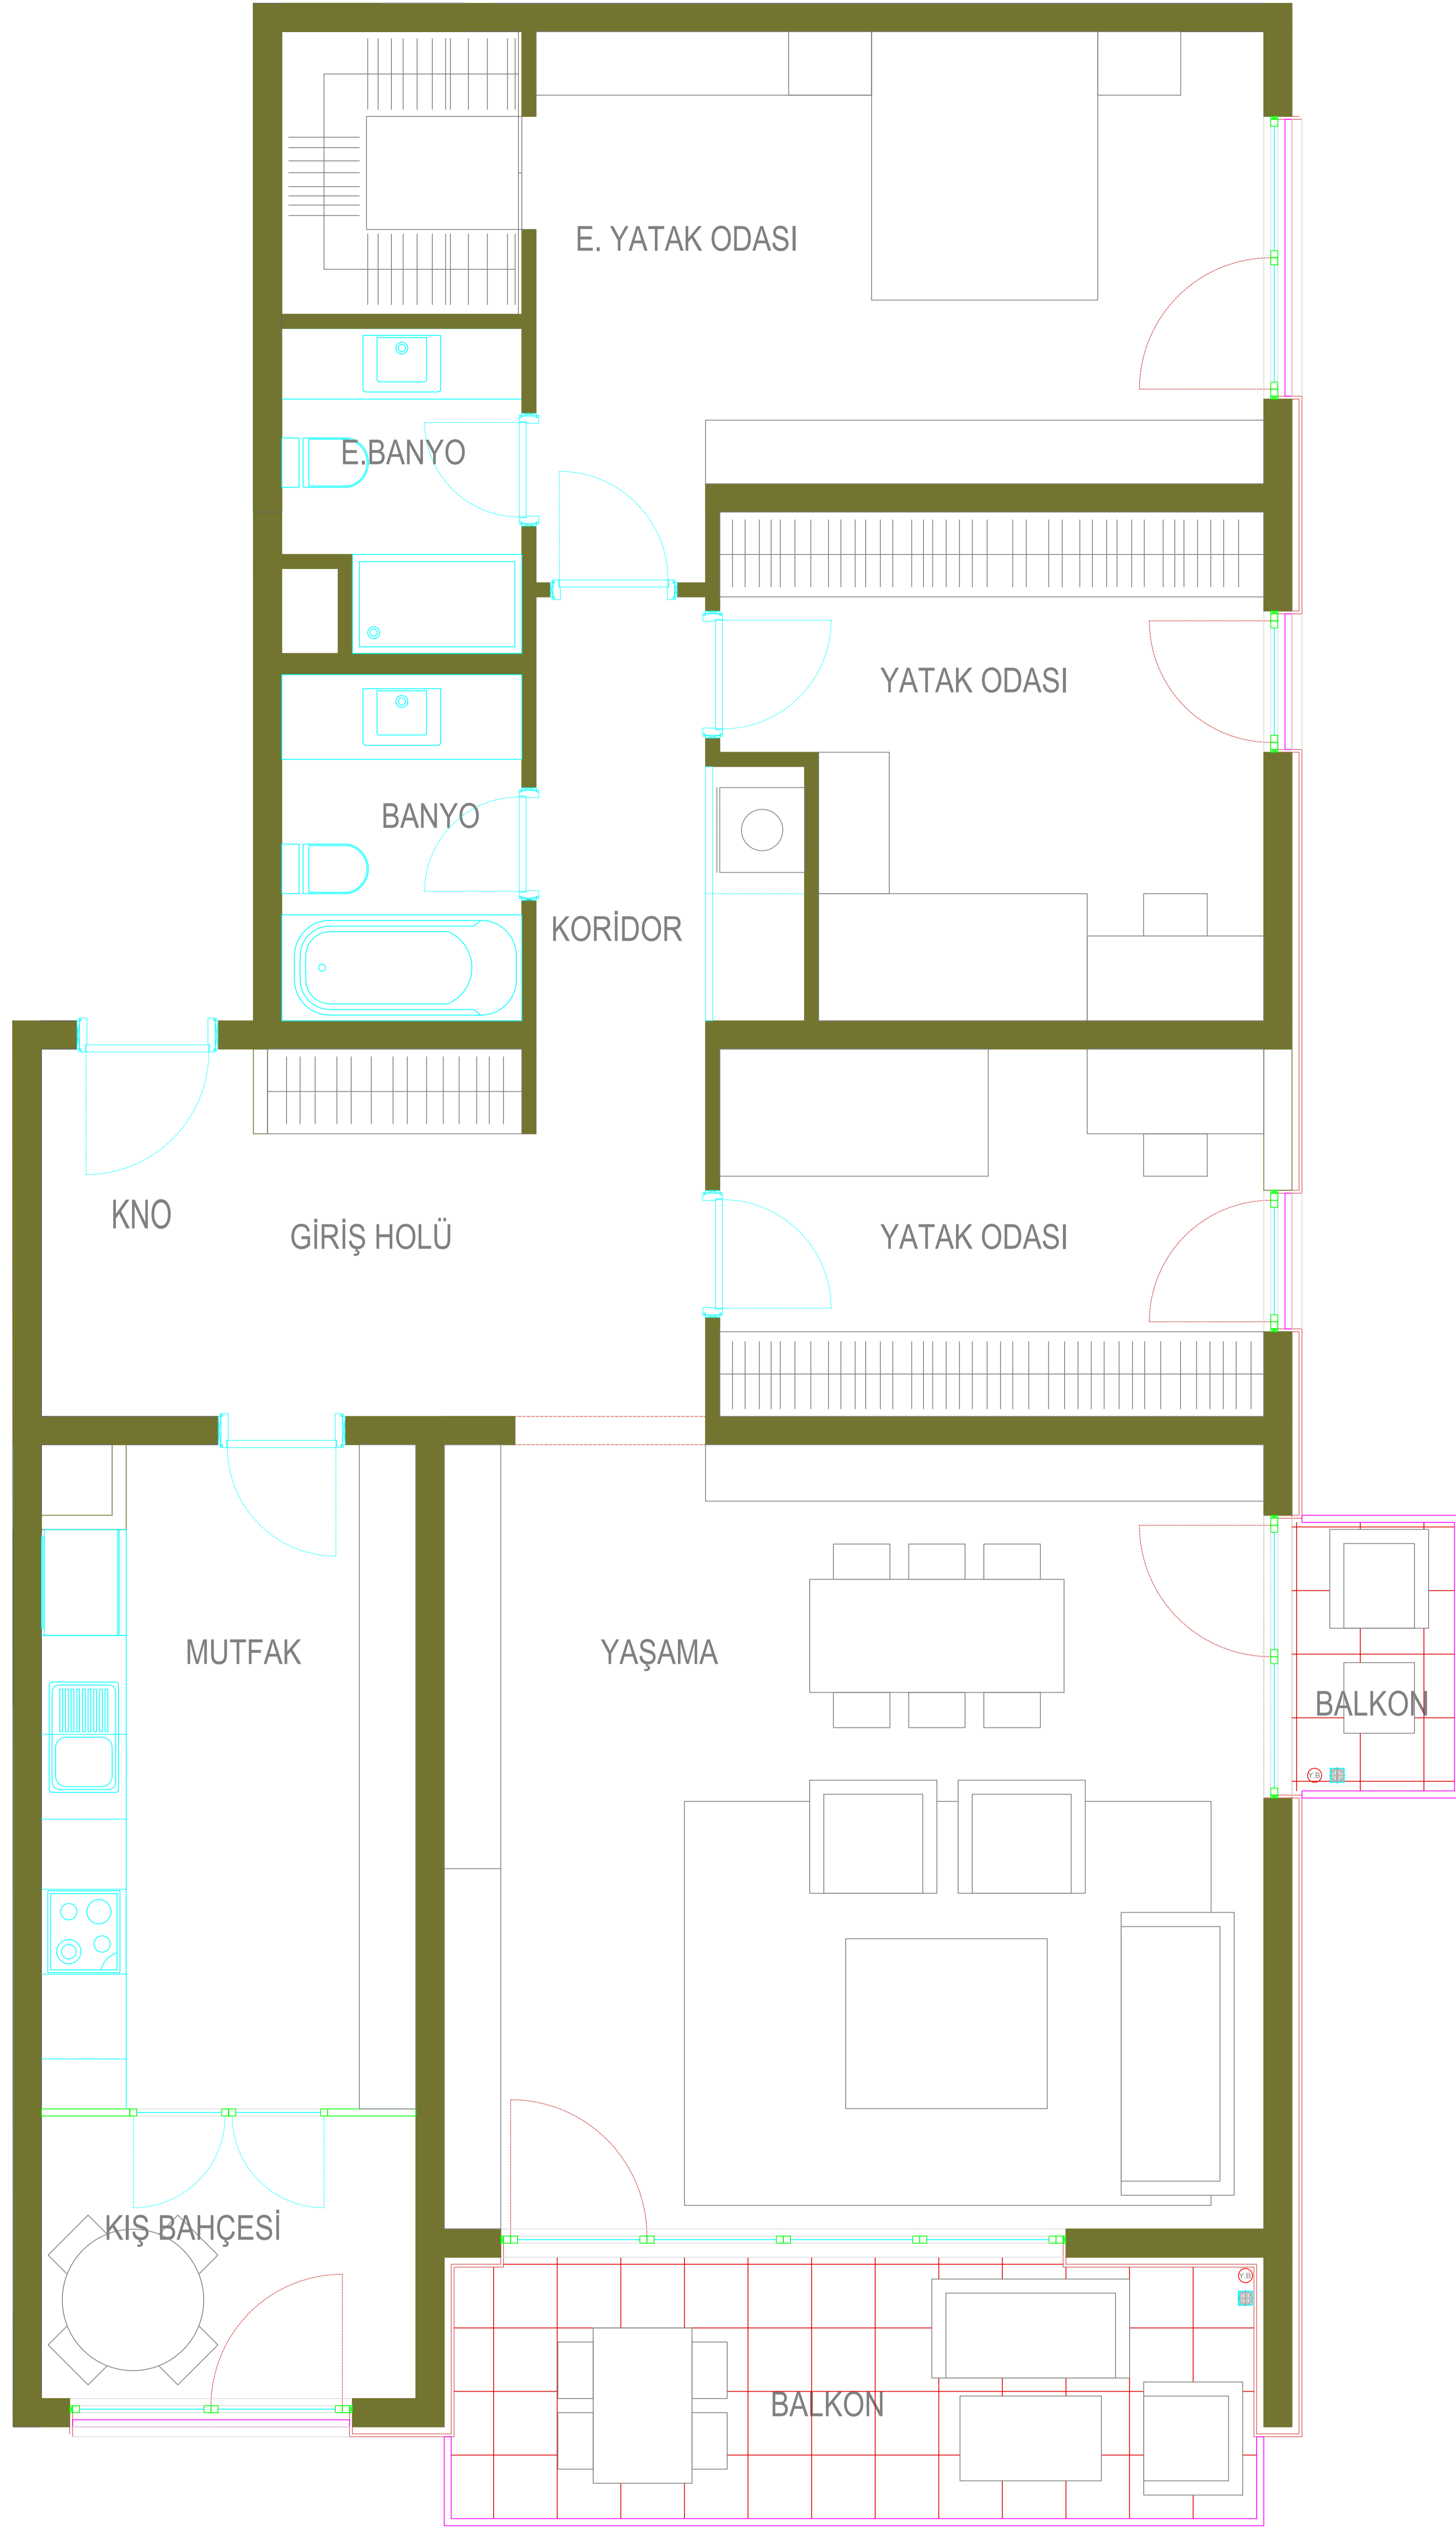 E. YATAK ODASI
E.BANYO
YATAK ODASI
BANYO
KORİDOR
KNO
GİRİŞ HOLÜ
YATAK ODASI
MUTFAK
YAŞAMA
BALKON
Y.B
KIŞ BAHÇESİ
Y.B
BALKON